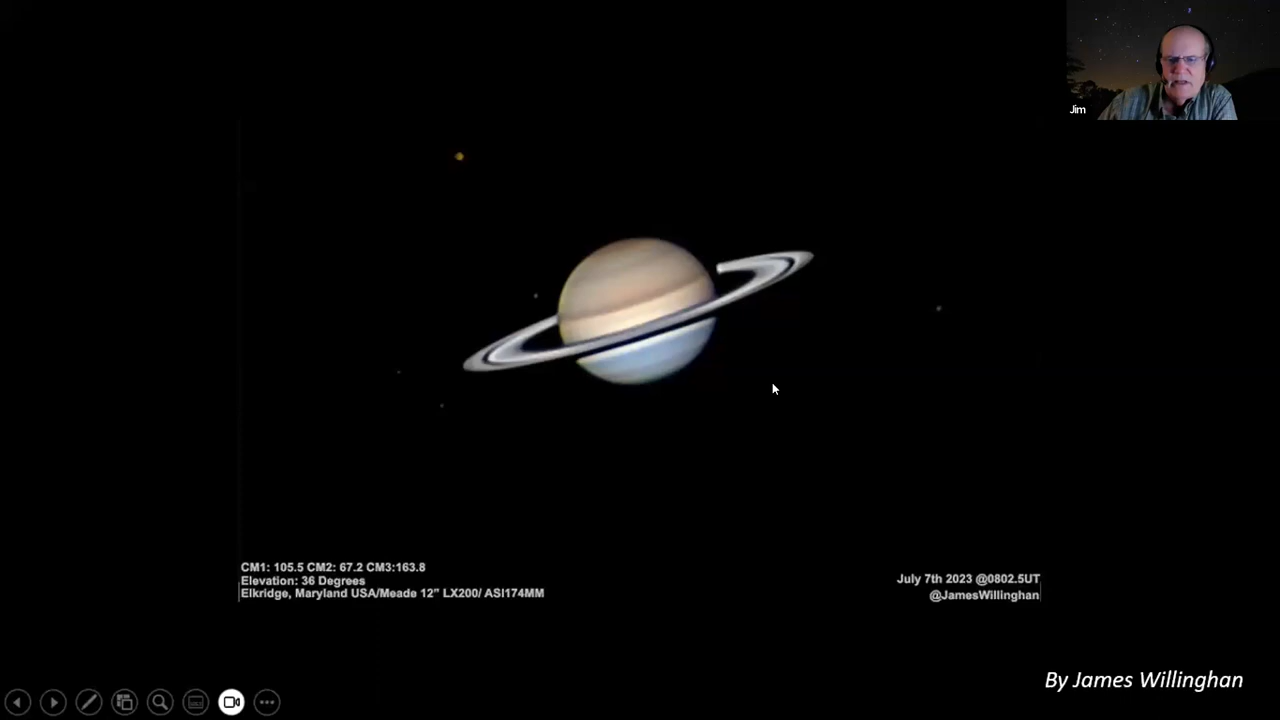 Jim
CM1: 105.5 CM2: 67.2 CM3:163.8
Elevation: 36 Degrees
Elkridge, Maryland USA/Meade 12" LX200/ ASI174MM
July 7th 2023 @0802.5UT
@JamesWillinghan
By James Willinghan